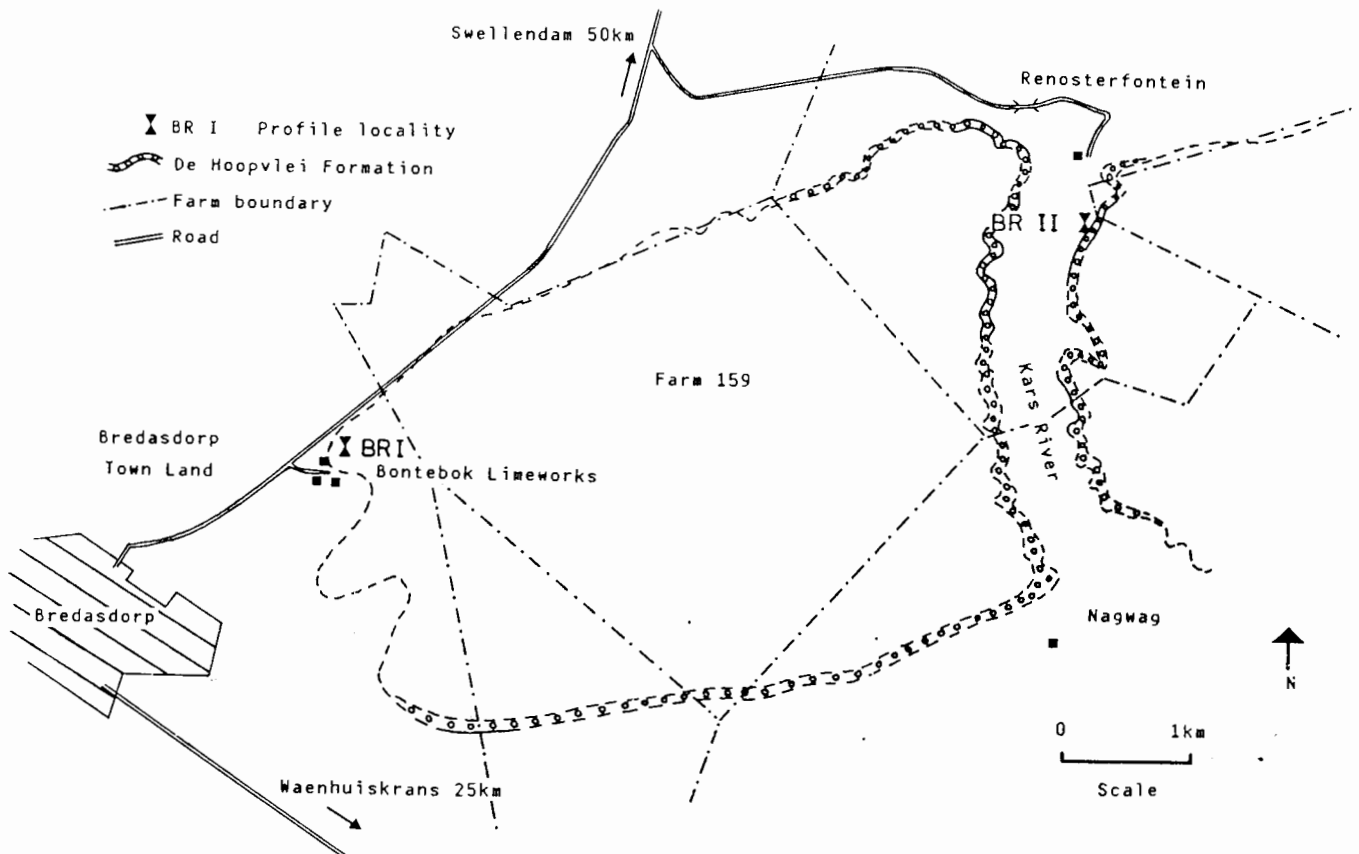 Swellendam 50km
Renosterfontein
BR I Profile locality
De Hoopvlei Formation
Farm boundary
Road
BR II
Kars River
Farm 159
Bredasdorp
Town Land
BRI
Bontebok Limeworks
Bredasdorp
Nagwag
N
0 1km
Scale
Waenhuiskrans 25km